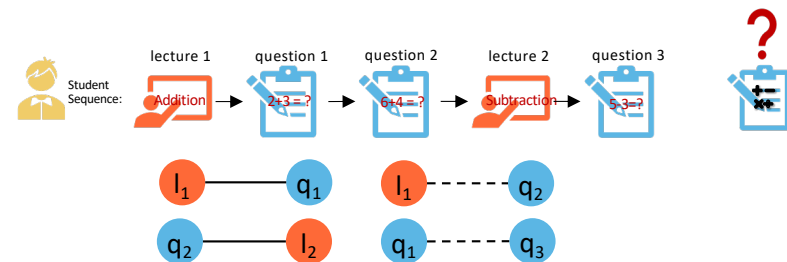 lecture 1 question 1 question 2 lecture 2 question 3
?
Student
Sequence:
Addition 2+3 = ? 6+4 = ? Subtraction 5-3=?
+ −
× +
l1 q1 l1 q2
q2 l2 q1 q3